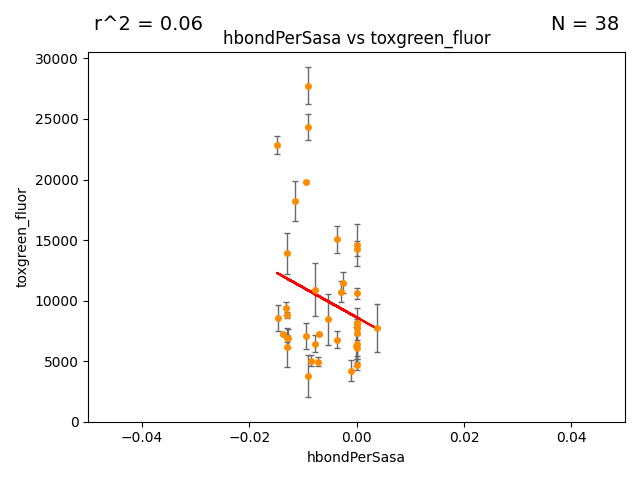 r^2 = 0.06
N = 38
hbondPerSasa vs toxgreen_fluor
30000
25000
20000
15000
10000
5000
0
toxgreen_fluor
−0.04
−0.02
0.00
0.02
0.04
hbondPerSasa